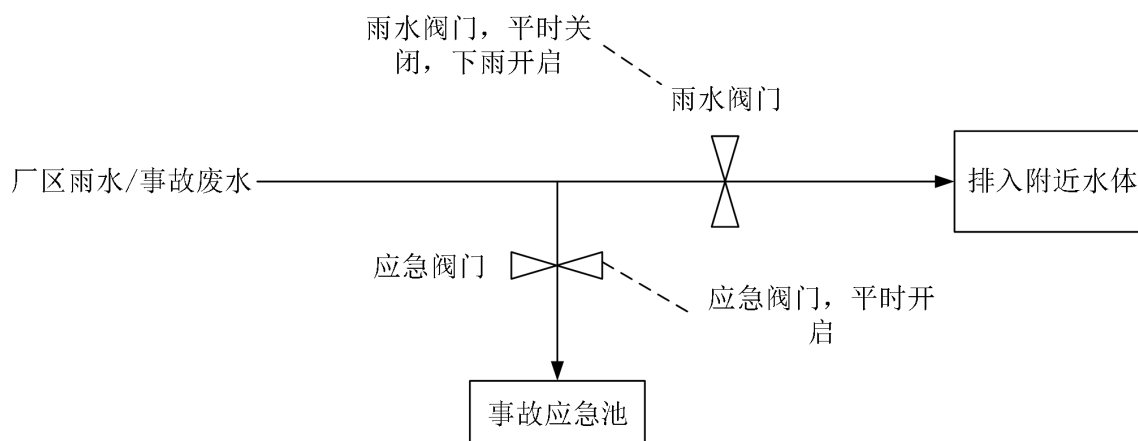 雨水阀门，平时关
闭，下雨开启
雨水阀门
厂区雨水/事故废水
排入附近水体
应急阀门
应急阀门，平时开
启
事故应急池